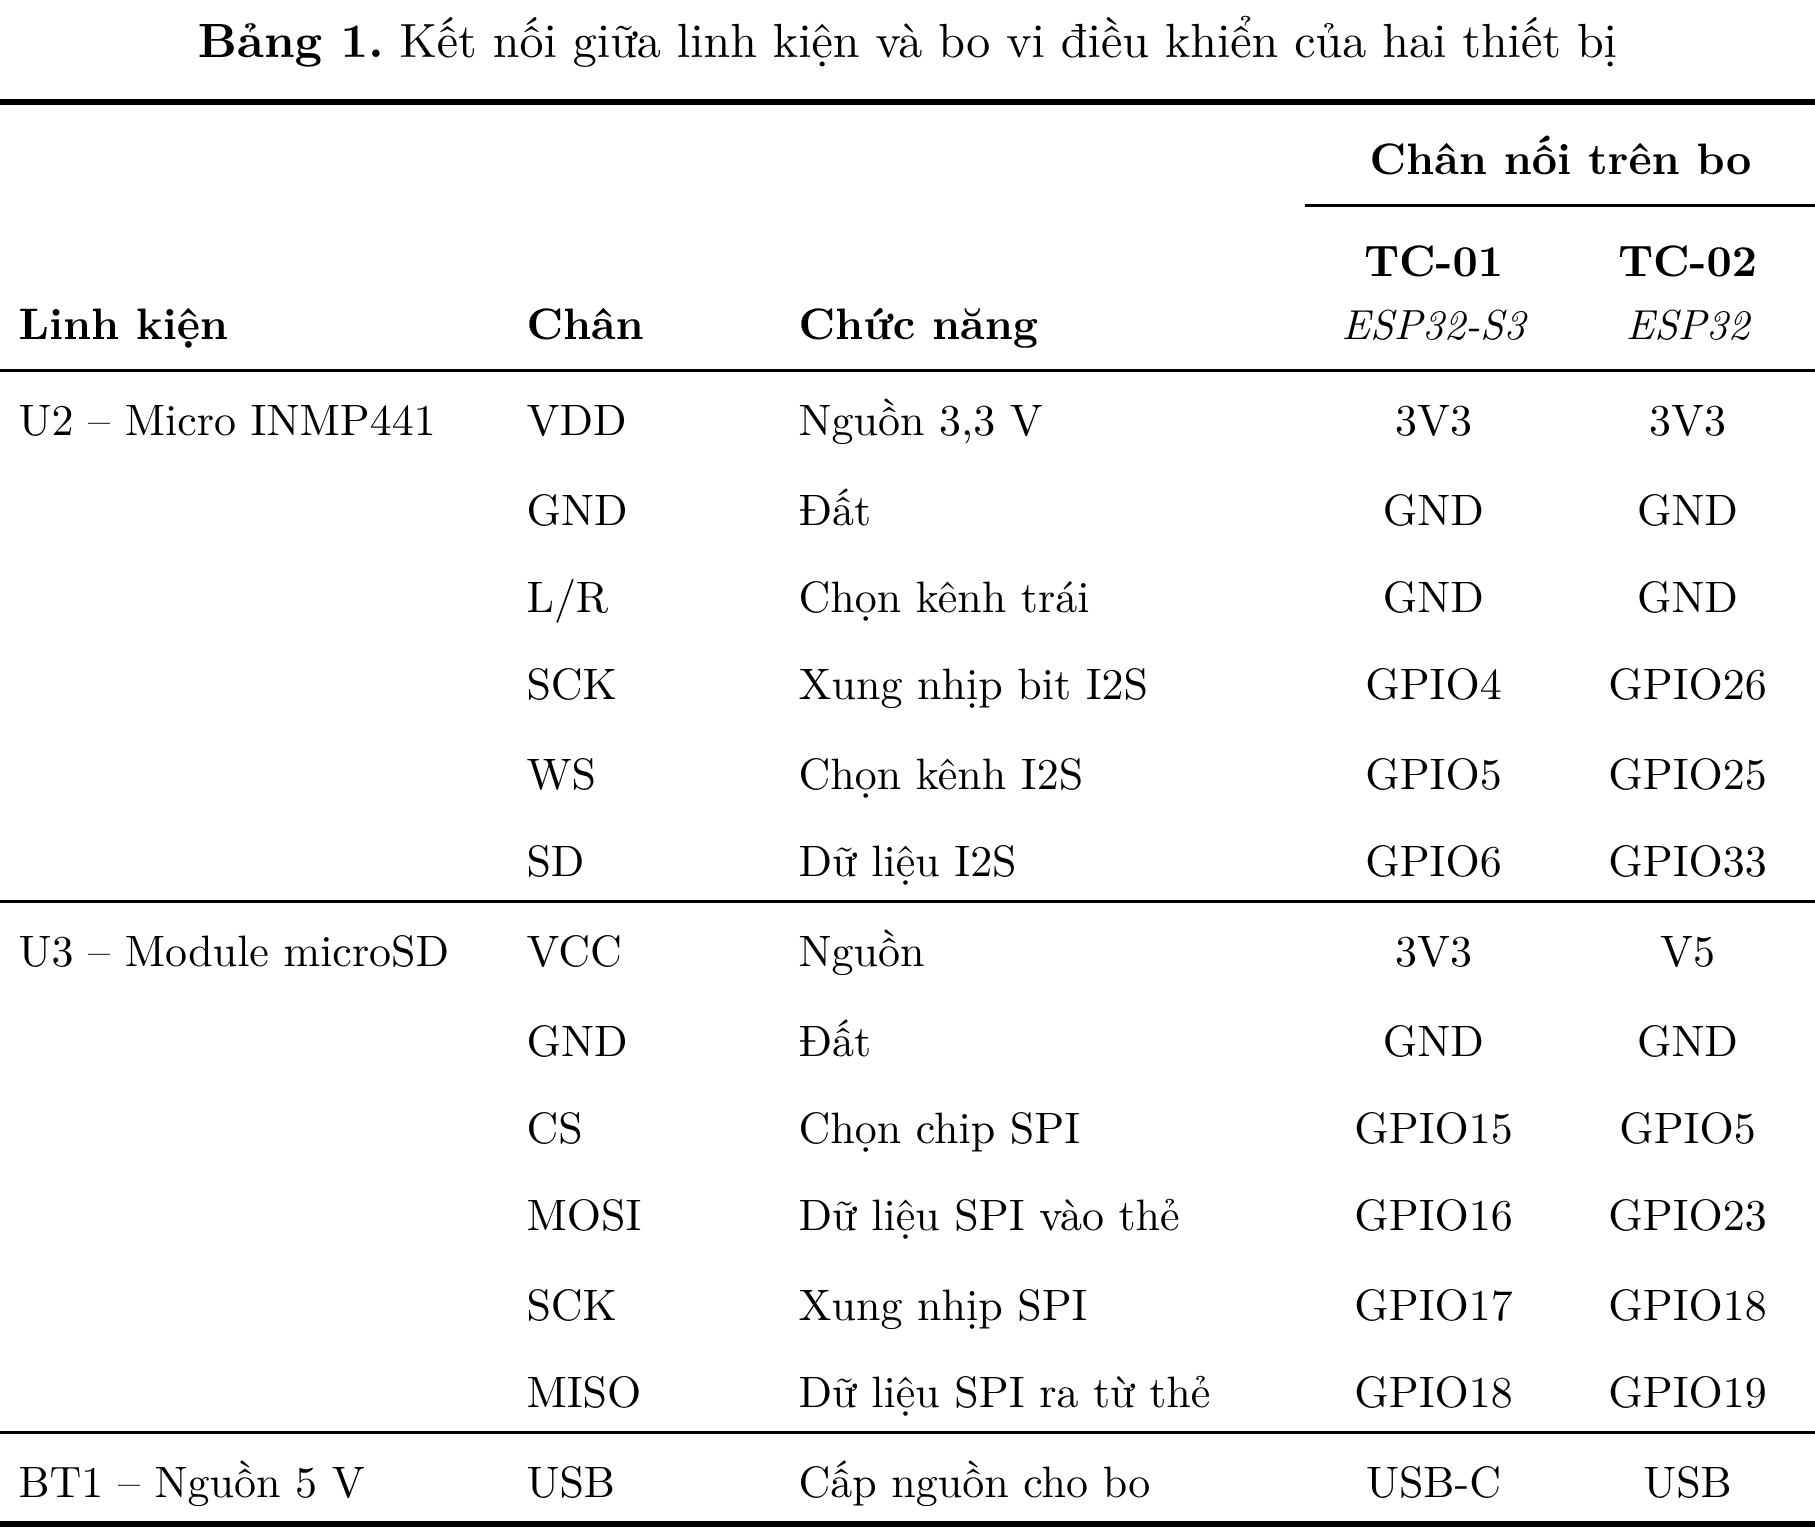 Bảng 1. Kết nối giữa linh kiện và bo vi điều khiển của hai thiết bị
Chân nối trên bo
TC-01 TC-02
Linh kiện Chân Chức năng ESP32-S3 ESP32
U2 – Micro INMP441 VDD Nguồn 3,3 V 3V3 3V3
GND Đất GND GND
L/R Chọn kênh trái GND GND
SCK Xung nhịp bit I2S GPIO4 GPIO26
WS Chọn kênh I2S GPIO5 GPIO25
SD Dữ liệu I2S GPIO6 GPIO33
U3 – Module microSD VCC Nguồn 3V3 V5
GND Đất GND GND
CS Chọn chip SPI GPIO15 GPIO5
MOSI Dữ liệu SPI vào thẻ GPIO16 GPIO23
SCK Xung nhịp SPI GPIO17 GPIO18
MISO Dữ liệu SPI ra từ thẻ GPIO18 GPIO19
BT1 – Nguồn 5 V USB Cấp nguồn cho bo USB-C USB